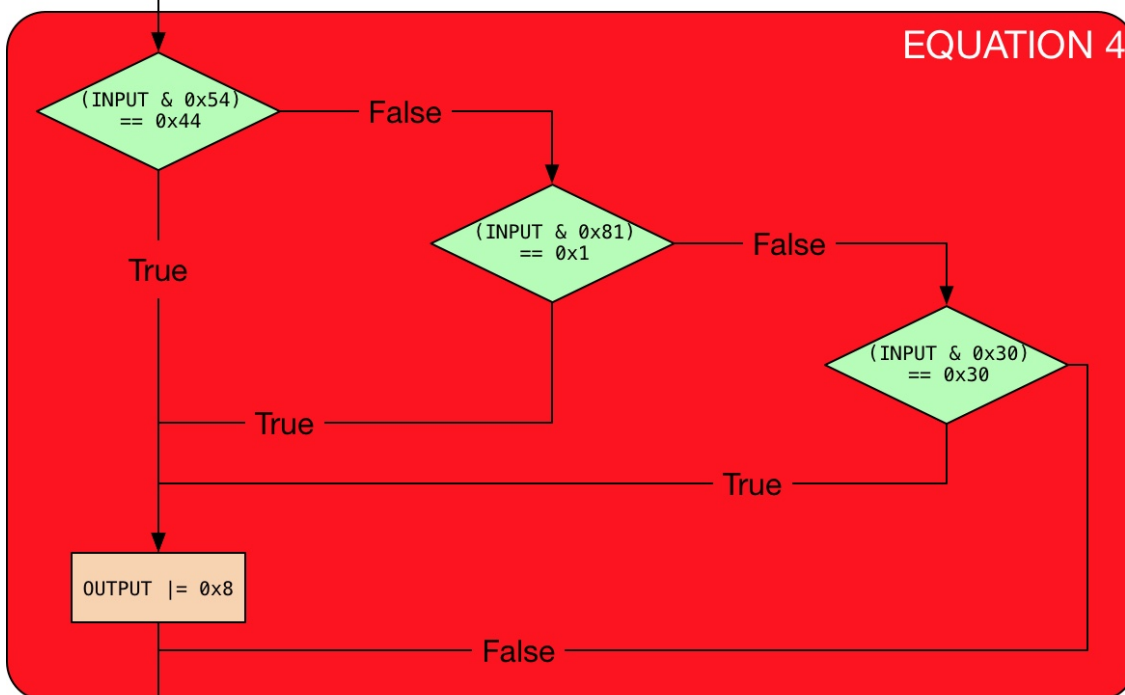 EQUATION 4
(INPUT & 0x54)
== 0x44
False
(INPUT & 0x81)
== 0x1
False
True
(INPUT & 0x30)
== 0x30
True
True
OUTPUT |= 0x8
False